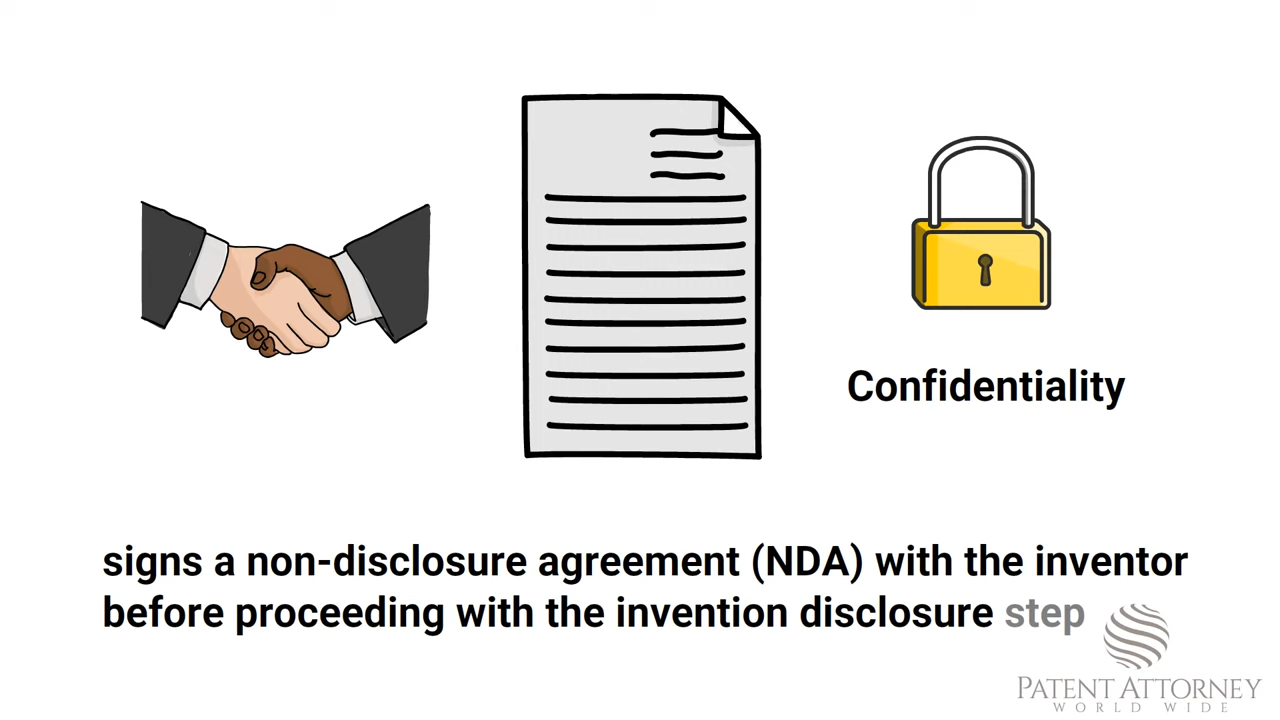 Confidentiality
signs a non-disclosure agreement (NDA) with the inventor
before proceeding with the invention disclosure step
PATENT ATTORNEY
WORLD WIDE